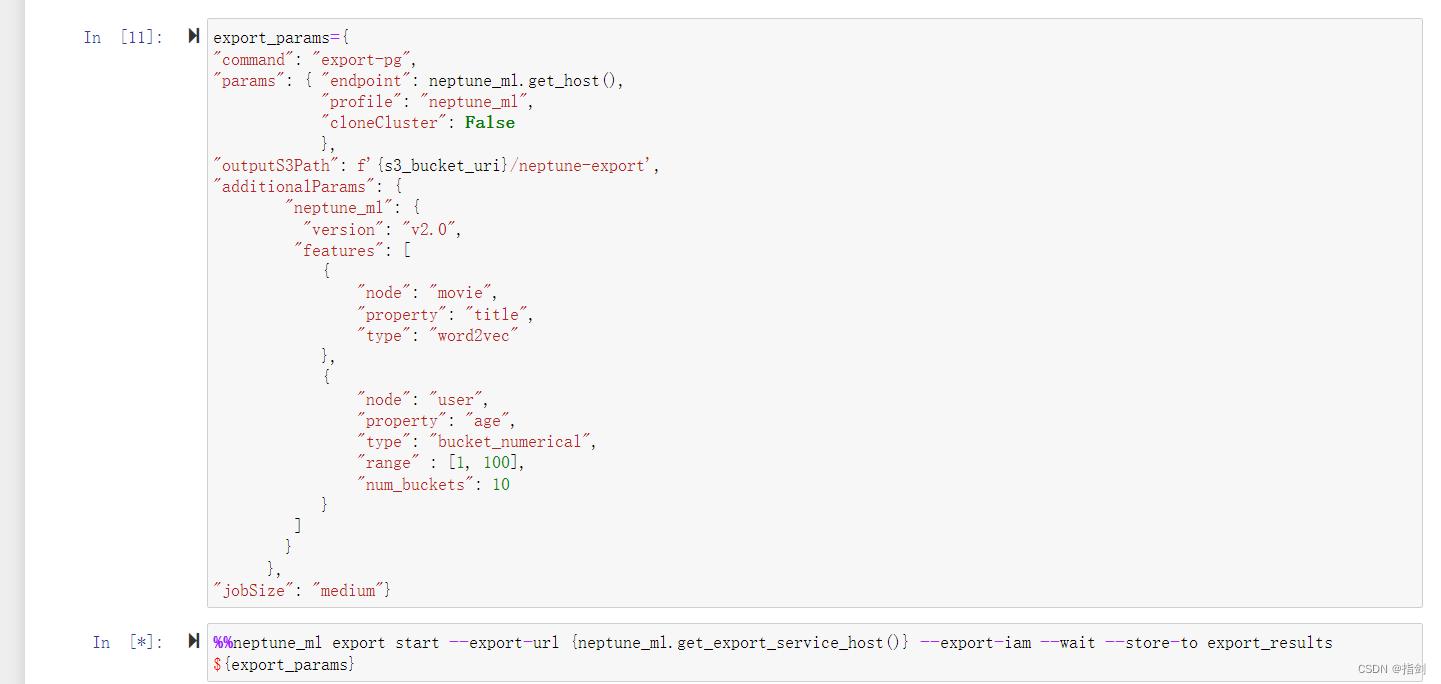 In [11]:
export_params={
"command": "export-pg",
"params": { "endpoint": neptune_ml.get_host(),
            "profile": "neptune_ml",
            "cloneCluster": False
            },
"outputS3Path": f'{s3_bucket_uri}/neptune-export',
"additionalParams": {
        "neptune_ml": {
          "version": "v2.0",
         "features": [
            {
                "node": "movie",
                "property": "title",
                "type": "word2vec"
            },
            {
                "node": "user",
                "property": "age",
                "type": "bucket_numerical",
                "range" : [1, 100],
                "num_buckets": 10
            }
         ]
        }
      },
"jobSize": "medium"}
In [*]:
%%neptune_ml export start --export-url {neptune_ml.get_export_service_host()} --export-iam --wait --store-to export_results
${export_params}
CSDN @指剑